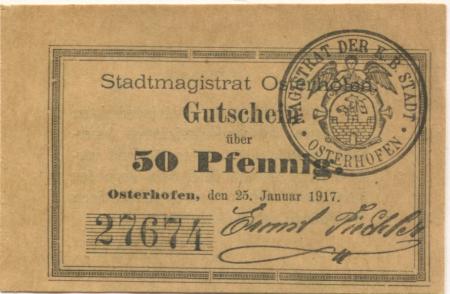 Stadtmagistrat Osterhofen.
Gutschein
über
50 Pfennig.
Osterhofen, den 25. Januar 1917.
27674
MAGISTRAT DER K. B. STADT
• OSTERHOFEN •